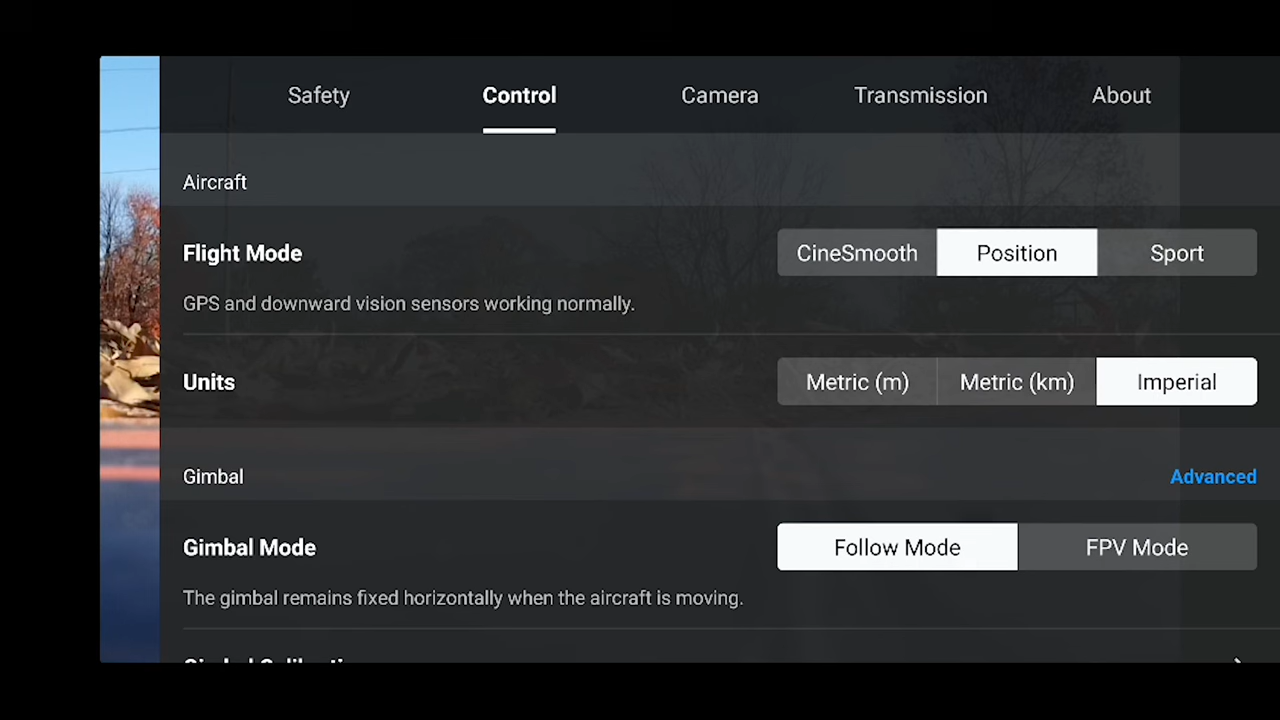 Safety Control Camera Transmission About
Aircraft
Flight Mode CineSmooth Position Sport
GPS and downward vision sensors working normally.
Units Metric (m) Metric (km) Imperial
Gimbal Advanced
Gimbal Mode Follow Mode FPV Mode
The gimbal remains fixed horizontally when the aircraft is moving.